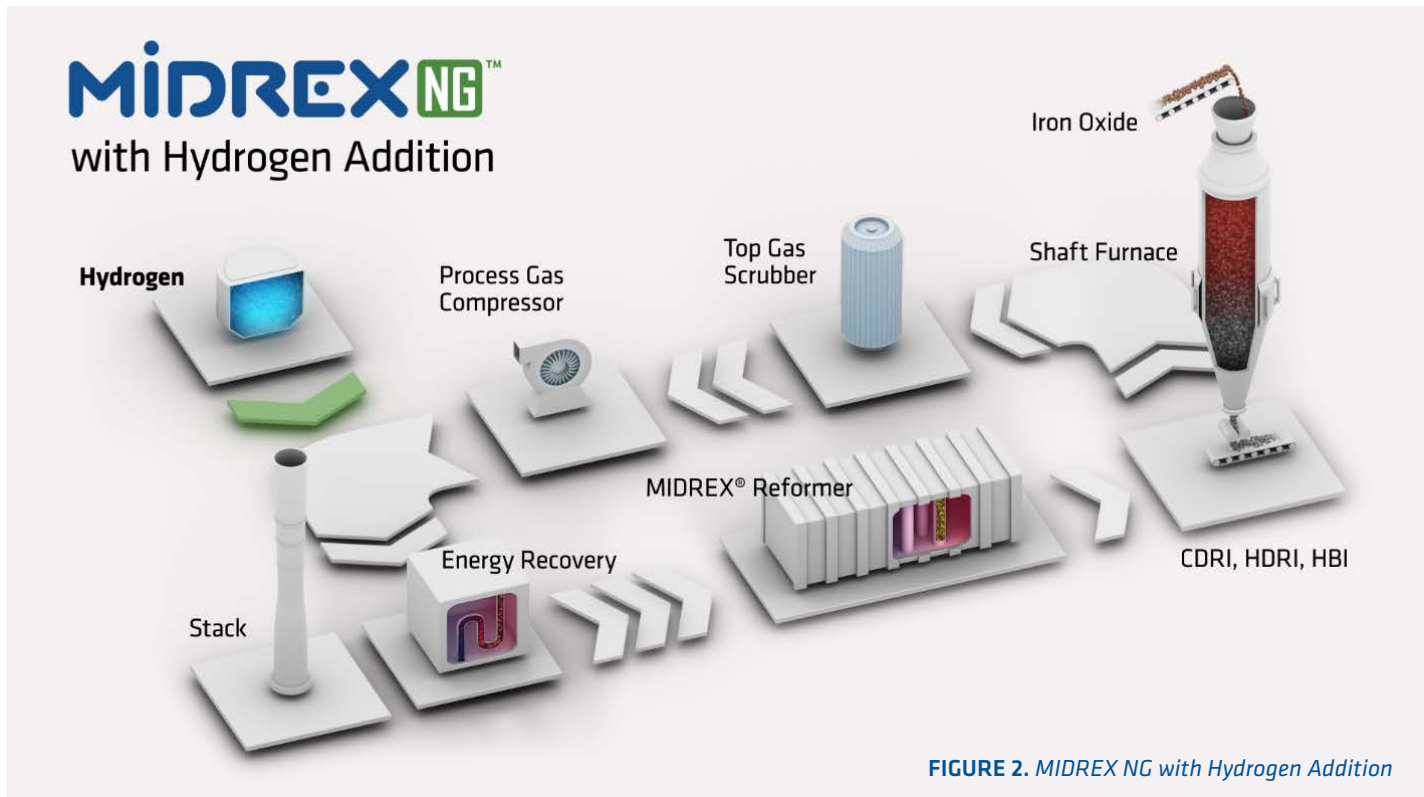 MIDREX NG™
with Hydrogen Addition
Iron Oxide
Hydrogen
Process Gas
Compressor
Top Gas
Scrubber
Shaft Furnace
MIDREX® Reformer
Energy Recovery
CDRI, HDRI, HBI
Stack
FIGURE 2. MIDREX NG with Hydrogen Addition